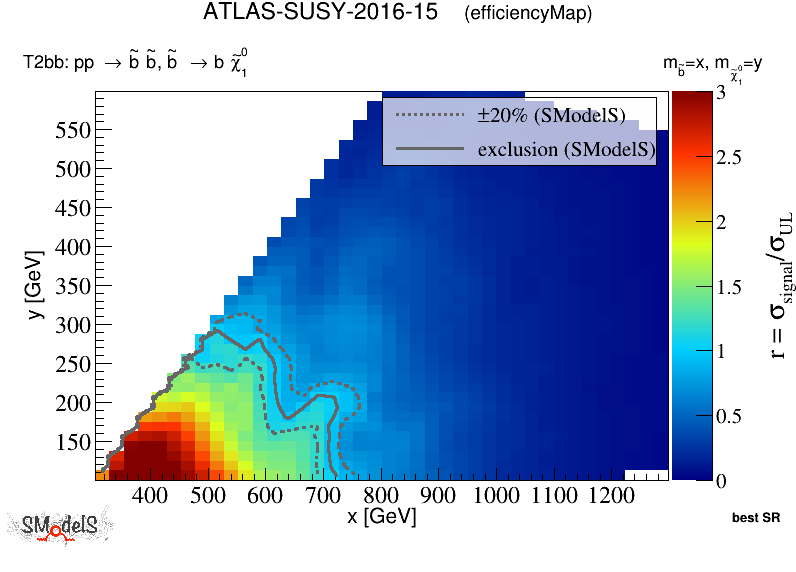 ATLAS-SUSY-2016-15 (efficiencyMap)
T2bb: pp → b̃ b̃, b̃ → b χ̃⁰₁
m_b̃=x, m_χ̃⁰₁=y
±20% (SModelS)
exclusion (SModelS)
y [GeV]
550
500
450
400
350
300
250
200
150
400 500 600 700 800 900 1000 1100 1200
x [GeV]
3
2.5
2
1.5
1
0.5
0
r = σ_signal/σ_UL
SModelS
best SR